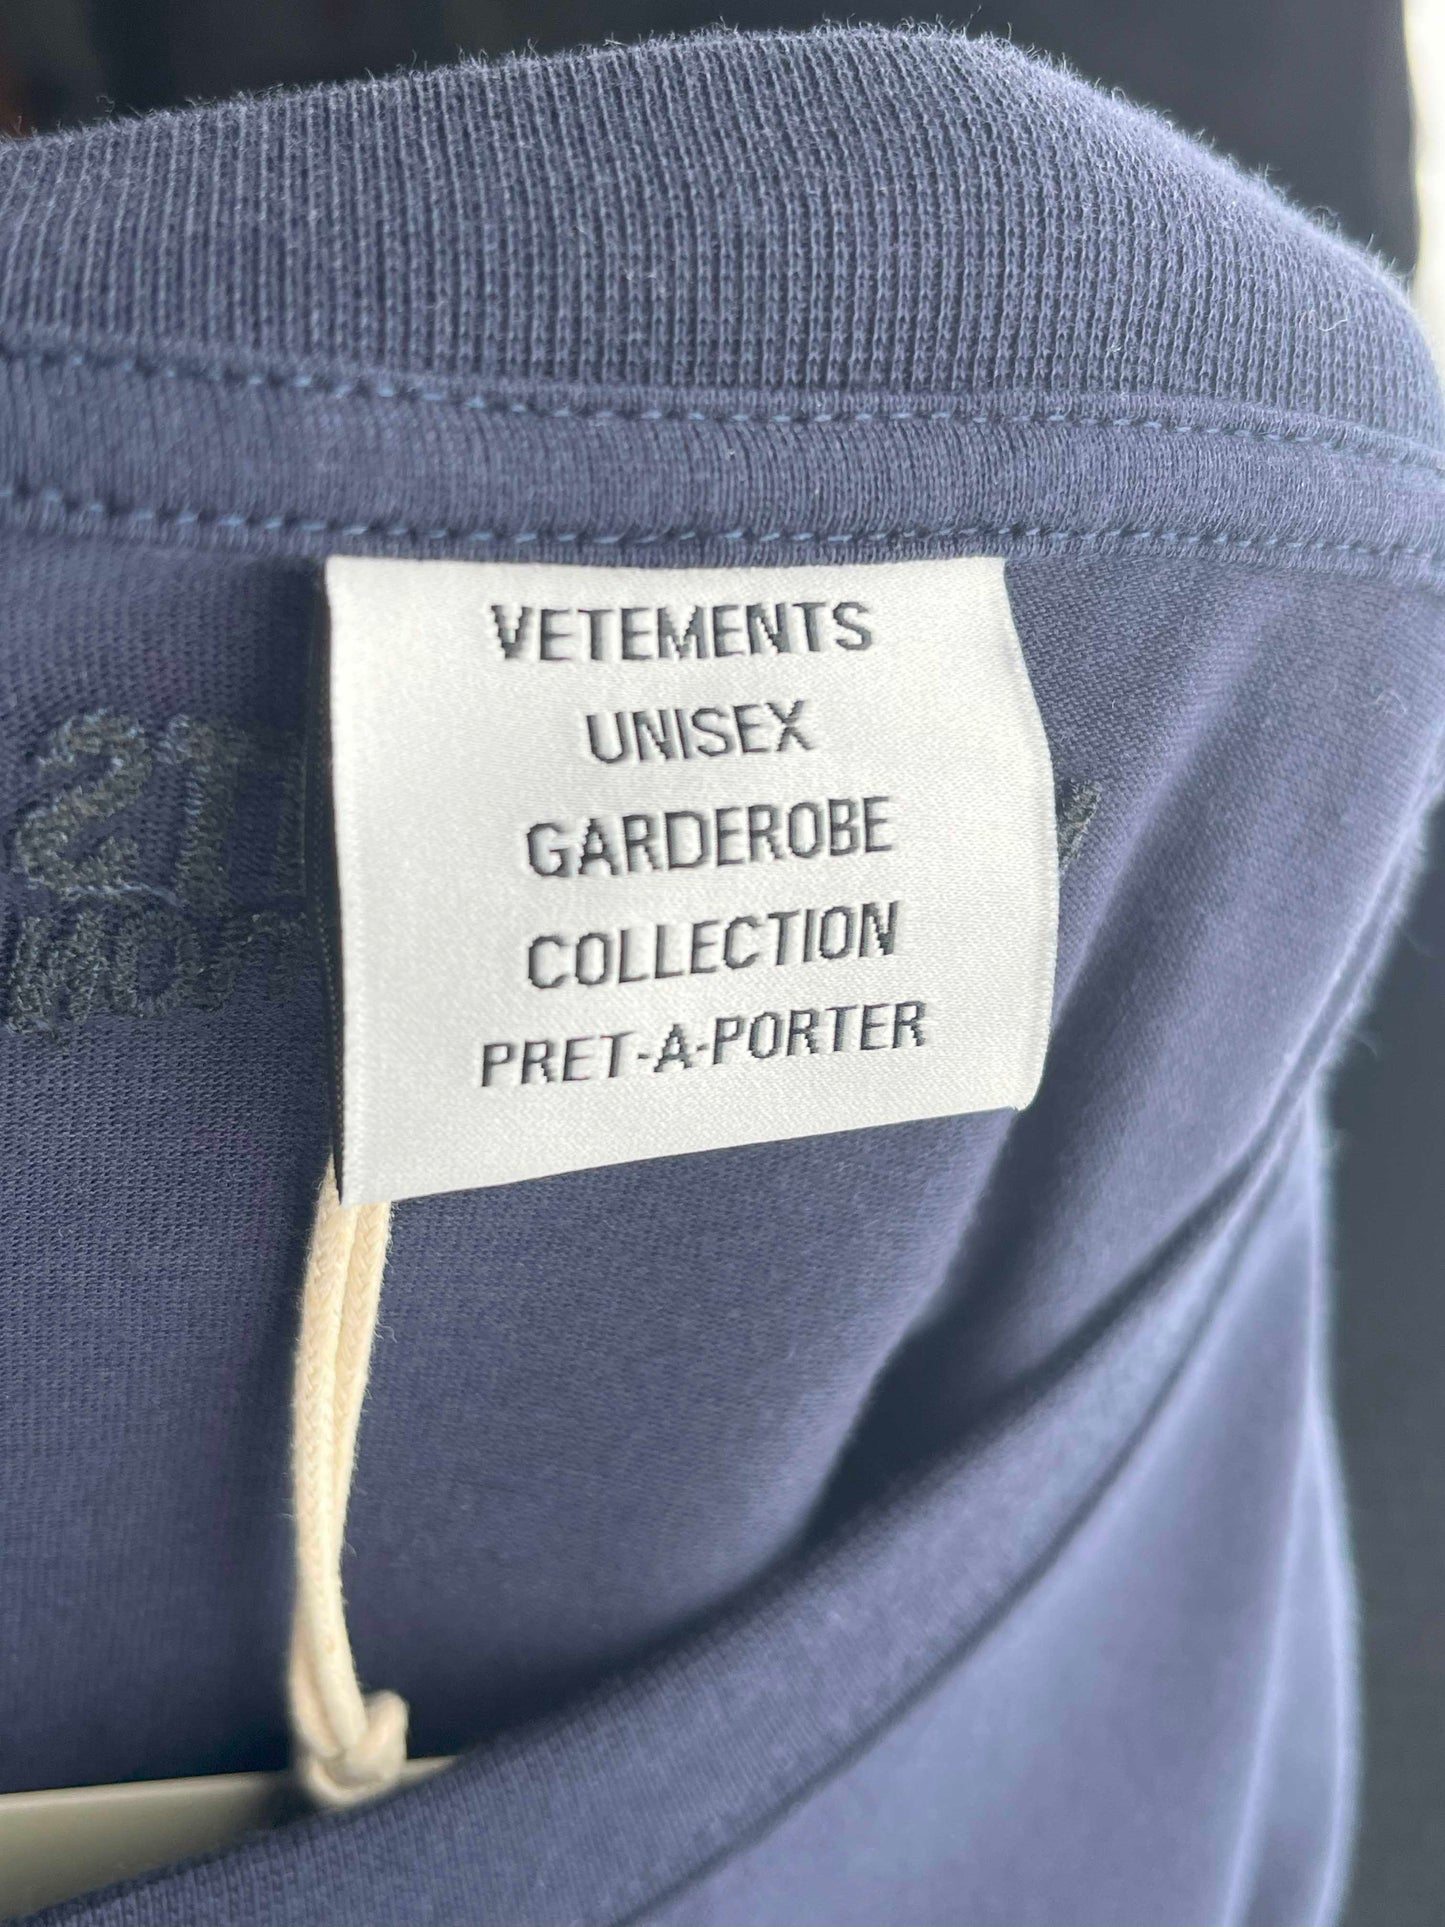 VETEMENTS
UNISEX
GARDEROBE
COLLECTION
PRET-A-PORTER